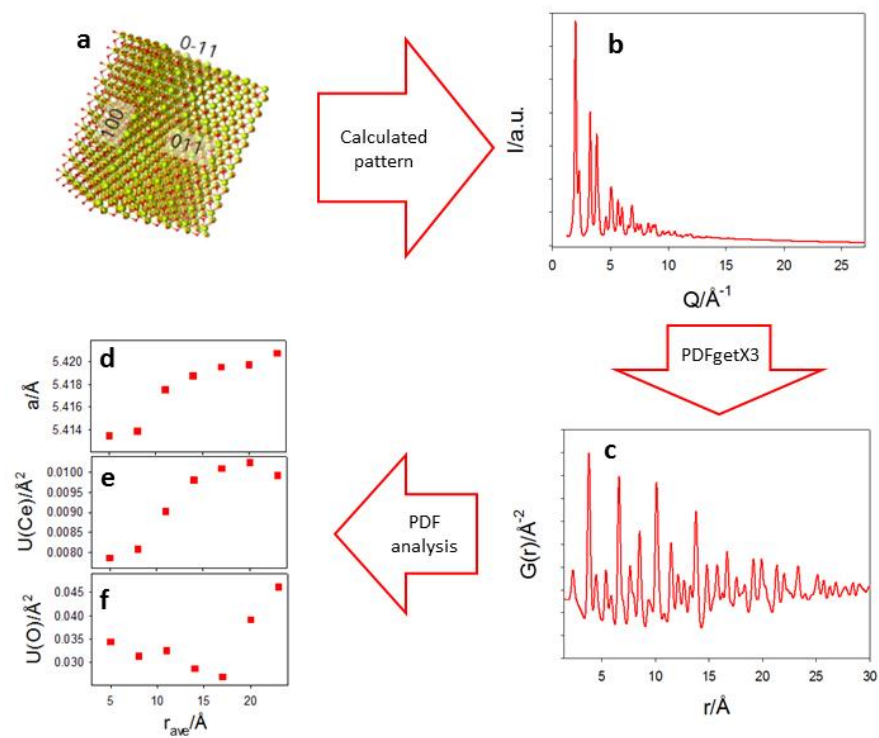 a
0-11
100
011
Calculated
pattern
b
I/a.u.
0
5
10
15
20
25
Q/Å-1
PDFgetX3
c
G(r)/Å-2
5
10
15
20
25
30
r/Å
PDF
analysis
d
a/Å
5.420
5.418
5.416
5.414
e
U(Ce)/Å2
0.0100
0.0095
0.0090
0.0085
0.0080
f
U(O)/Å2
0.045
0.040
0.035
0.030
5
10
15
20
rave/Å